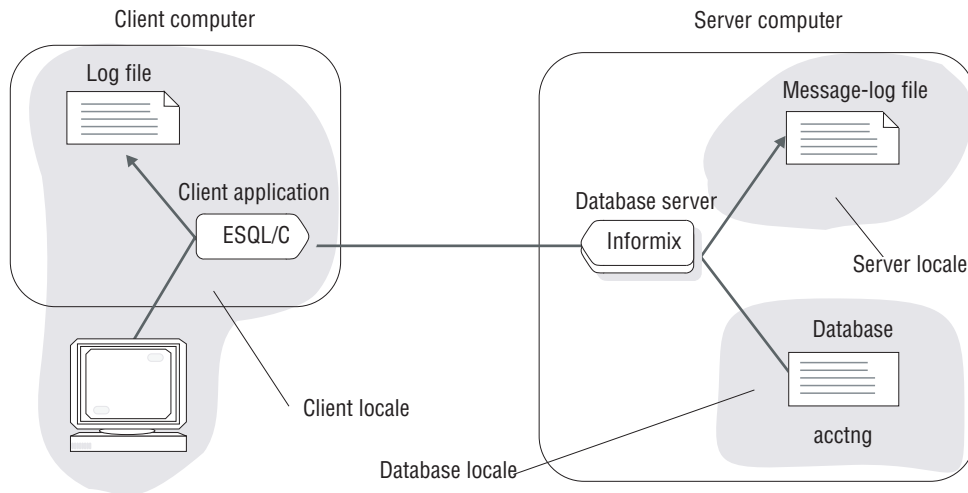 Client computer
Server computer
Log file
Message-log file
Client application
ESQL/C
Database server
Informix
Server locale
Database
Client locale
acctng
Database locale